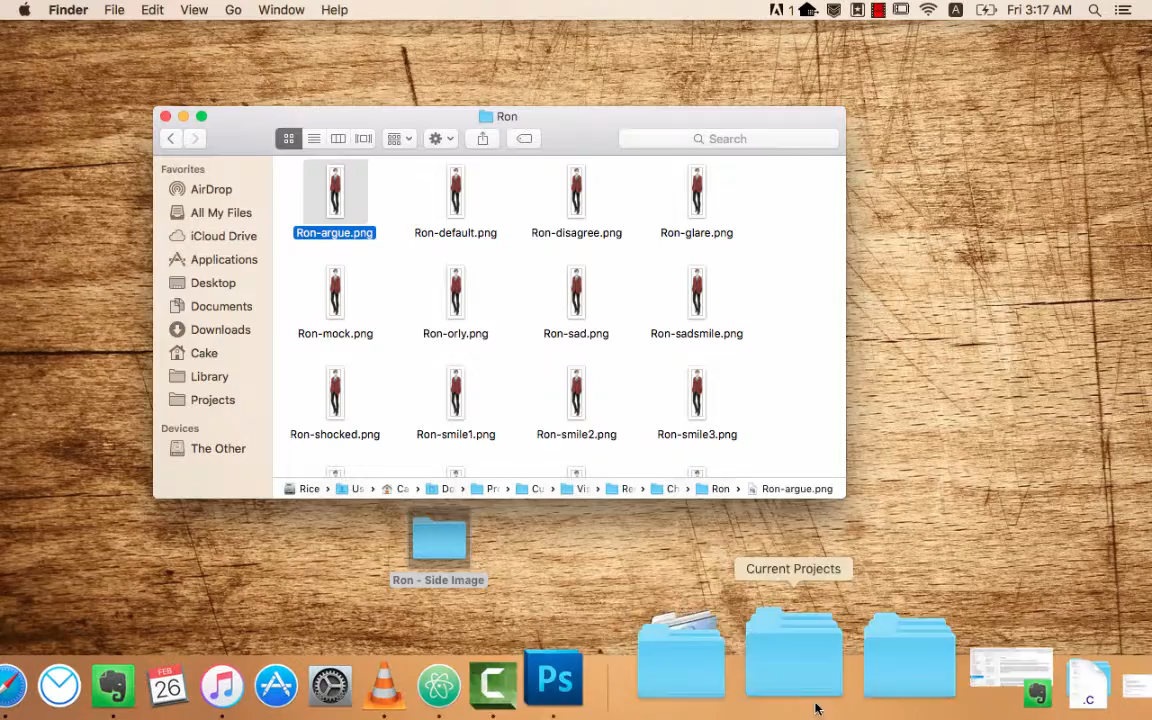 Finder File Edit View Go Window Help
1 A Fri 3:17 AM
Ron
Search
Favorites
AirDrop
All My Files
iCloud Drive
Applications
Desktop
Documents
Downloads
Cake
Library
Projects
Devices
The Other
Ron-argue.png Ron-default.png Ron-disagree.png Ron-glare.png
Ron-mock.png Ron-orly.png Ron-sad.png Ron-sadsmile.png
Ron-shocked.png Ron-smile1.png Ron-smile2.png Ron-smile3.png
Rice › Us › Ca › Do › Pr › Cu › Vis › Re › Ch › Ron › Ron-argue.png
Ron - Side Image
Current Projects
FEB
26
C
Ps
.C